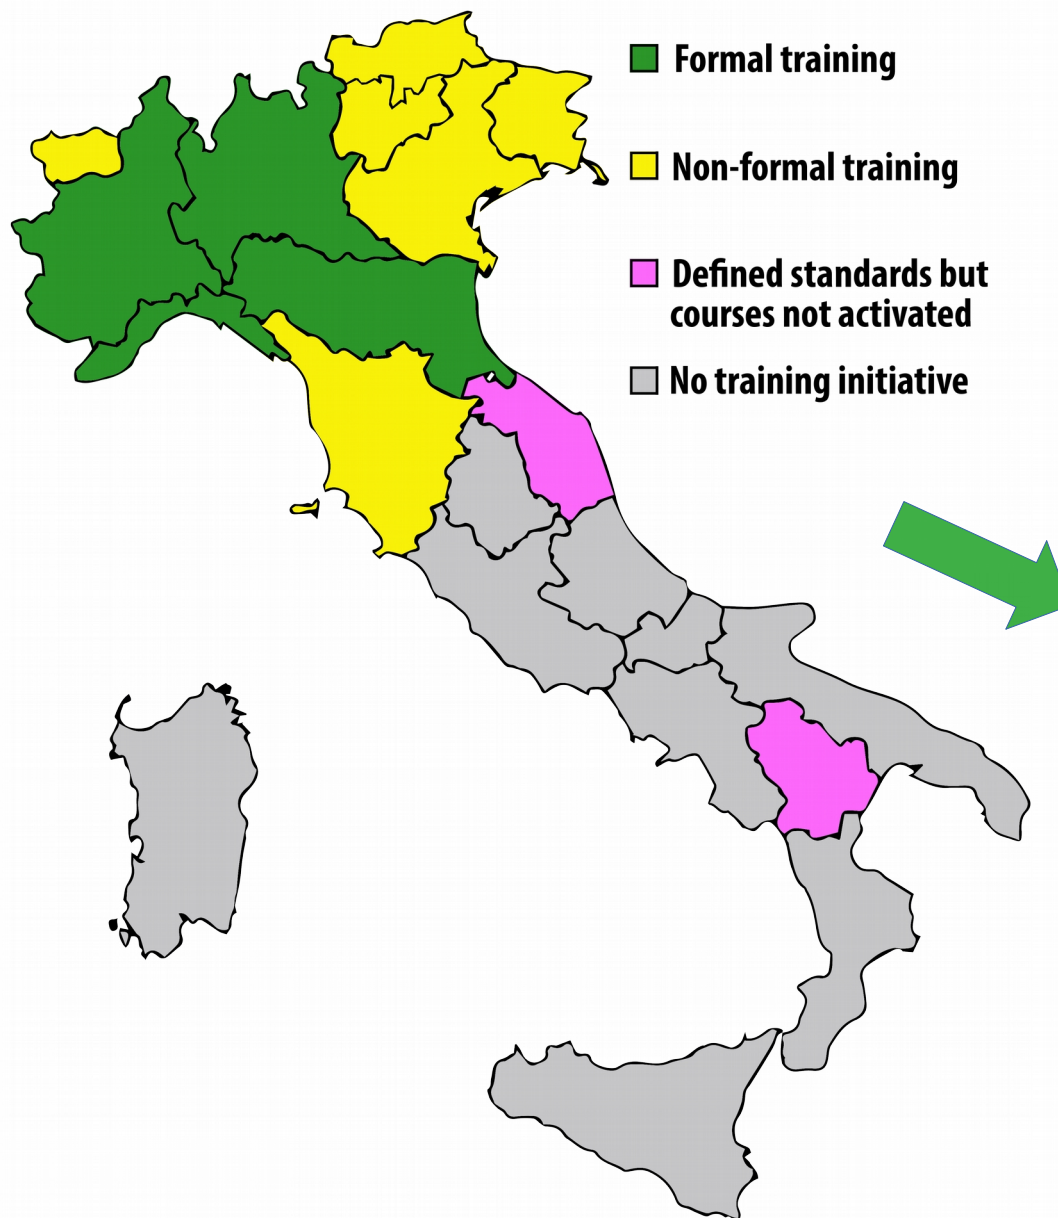 Formal training
Non-formal training
Defined standards but
courses not activated
No training initiative